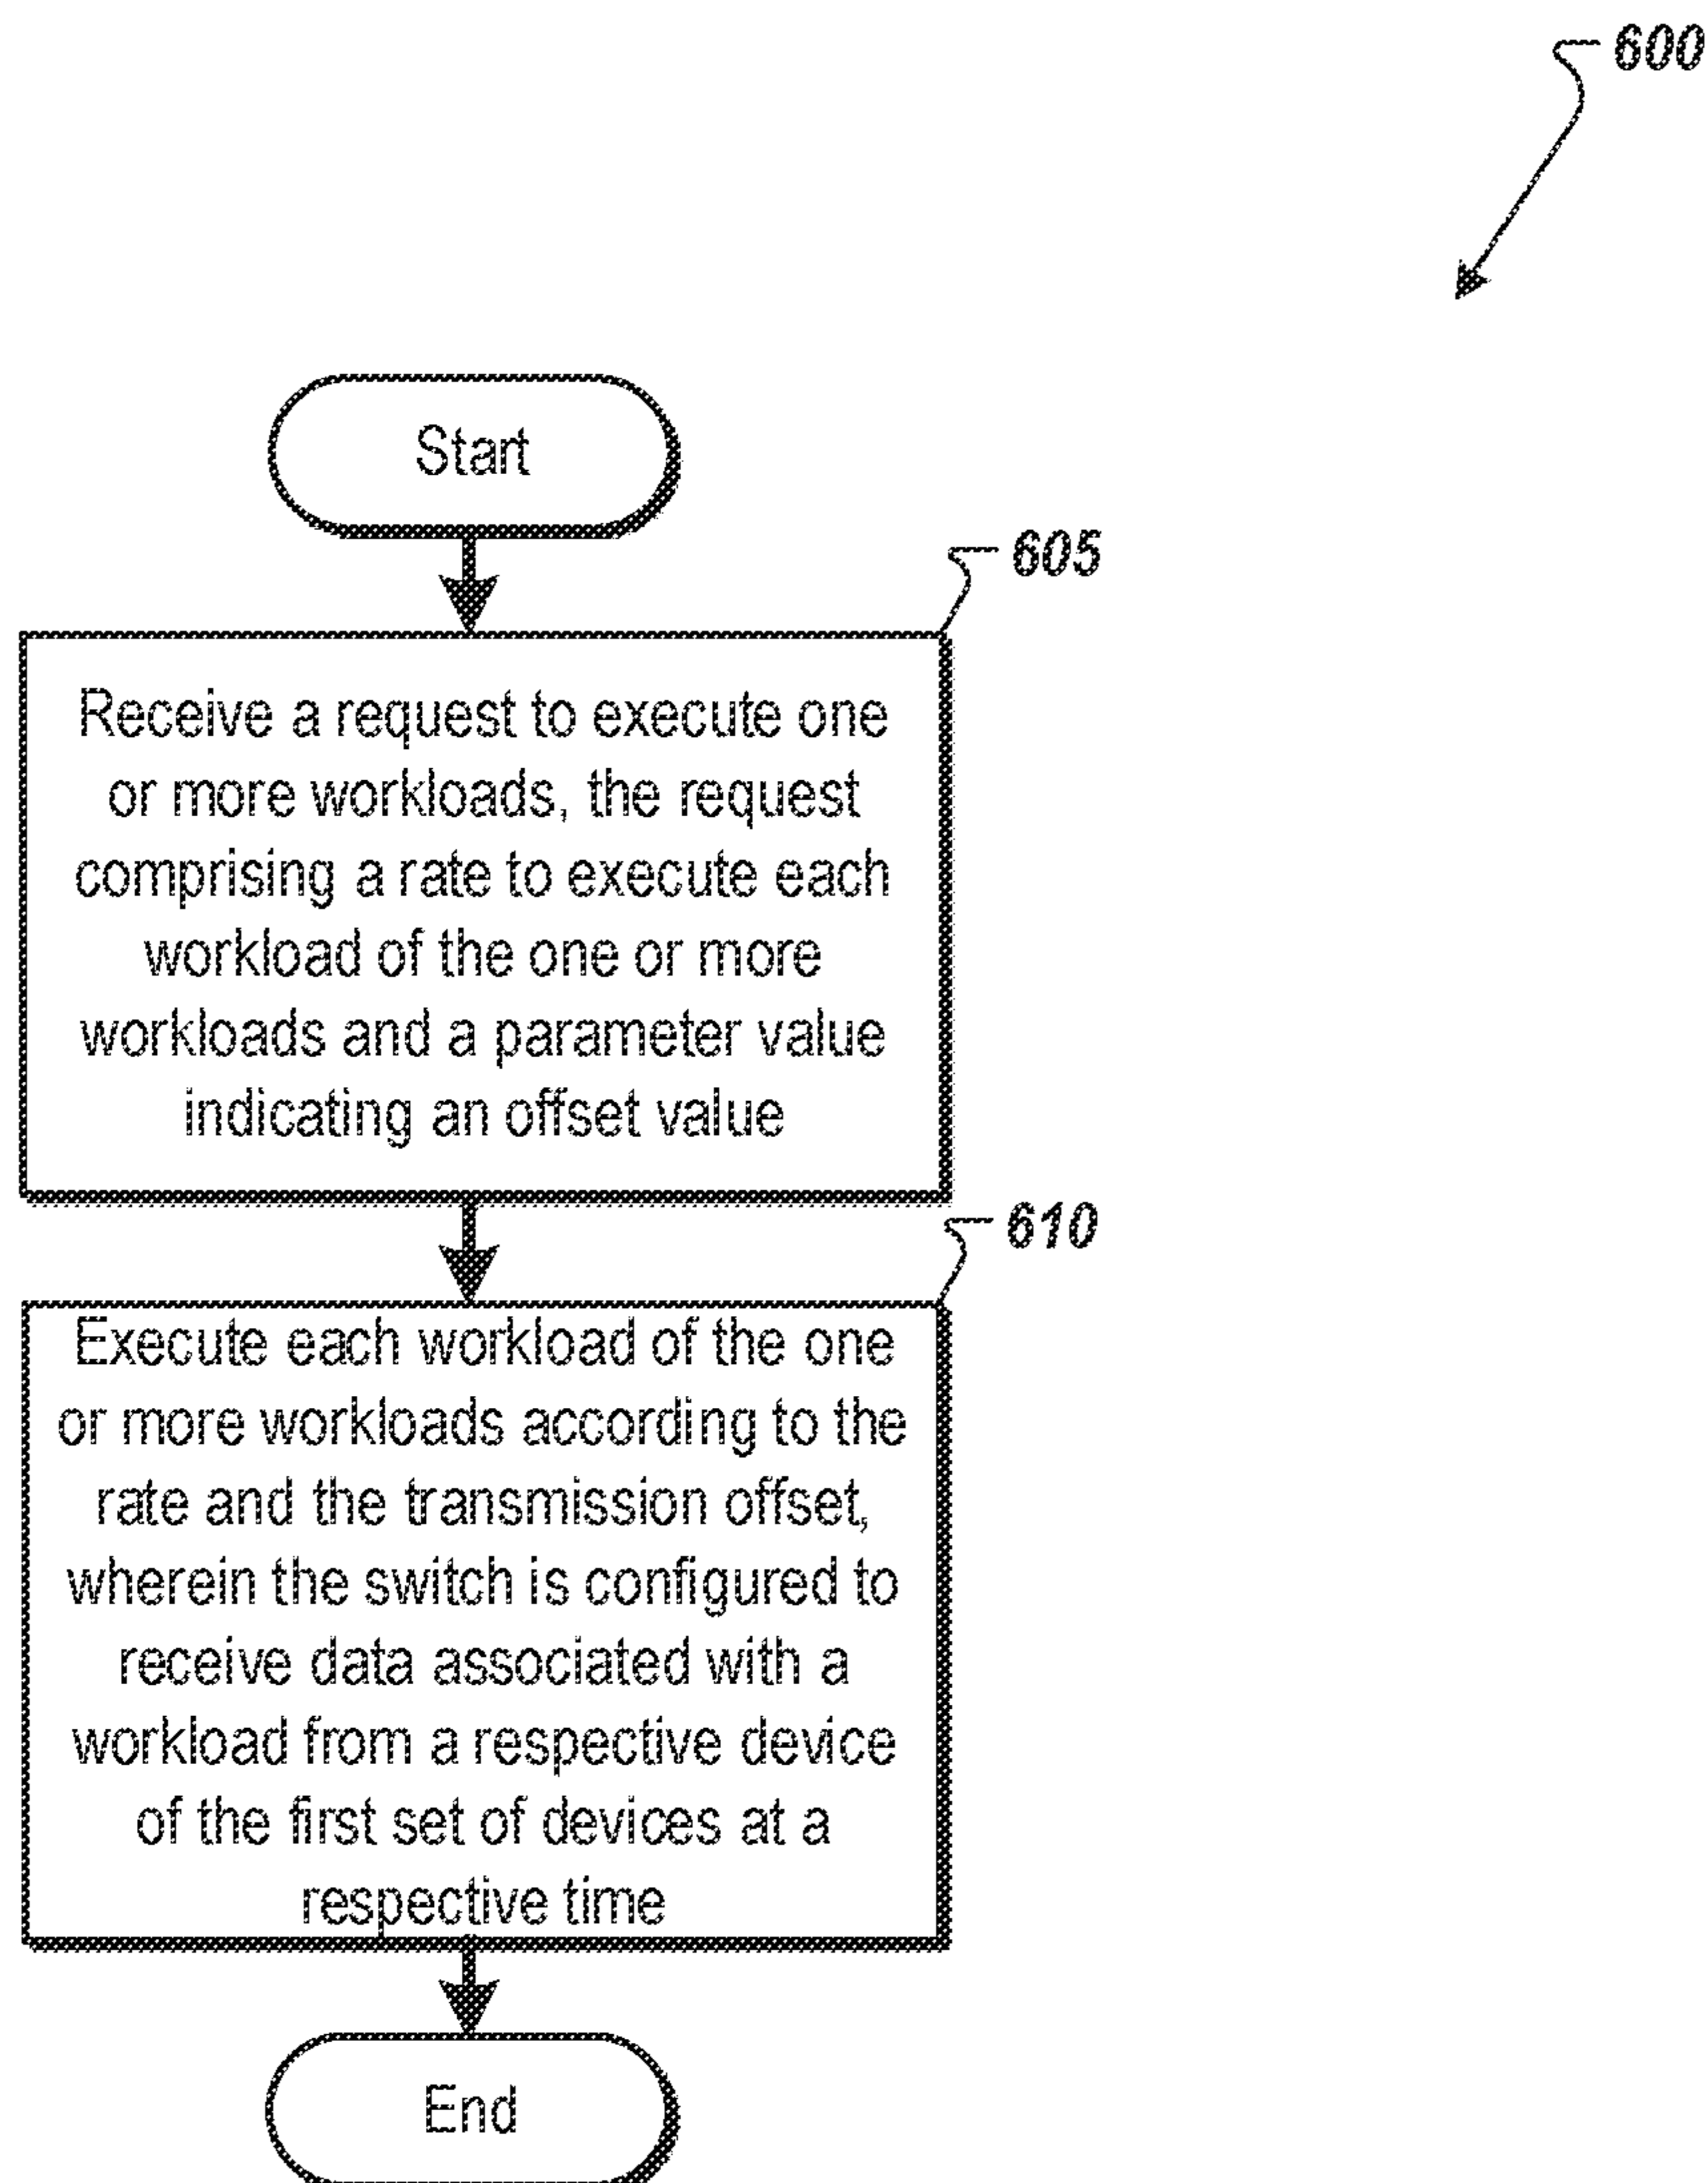 600
Start
605
Receive a request to execute one
or more workloads, the request
comprising a rate to execute each
workload of the one or more
workloads and a parameter value
indicating an offset value
610
Execute each workload of the one
or more workloads according to the
rate and the transmission offset,
wherein the switch is configured to
receive data associated with a
workload from a respective device
of the first set of devices at a
respective time
End